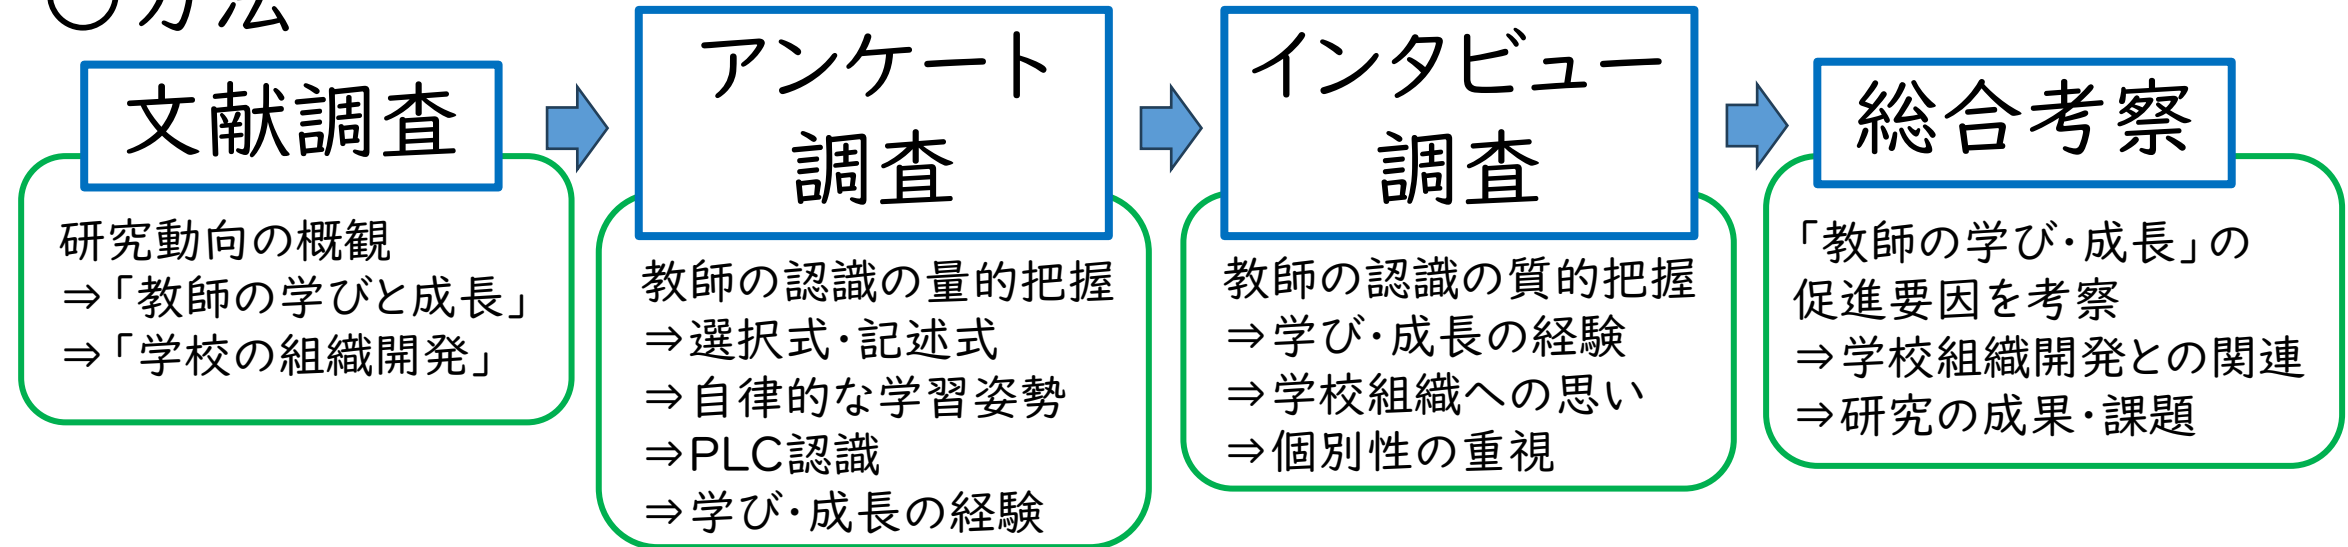 〇方法
文献調査
研究動向の概観
⇒「教師の学びと成長」
⇒「学校の組織開発」
アンケート
調査
教師の認識の量的把握
⇒選択式・記述式
⇒自律的な学習姿勢
⇒PLC認識
⇒学び・成長の経験
インタビュー
調査
教師の認識の質的把握
⇒学び・成長の経験
⇒学校組織への思い
⇒個別性の重視
総合考察
「教師の学び・成長」の
促進要因を考察
⇒学校組織開発との関連
⇒研究の成果・課題